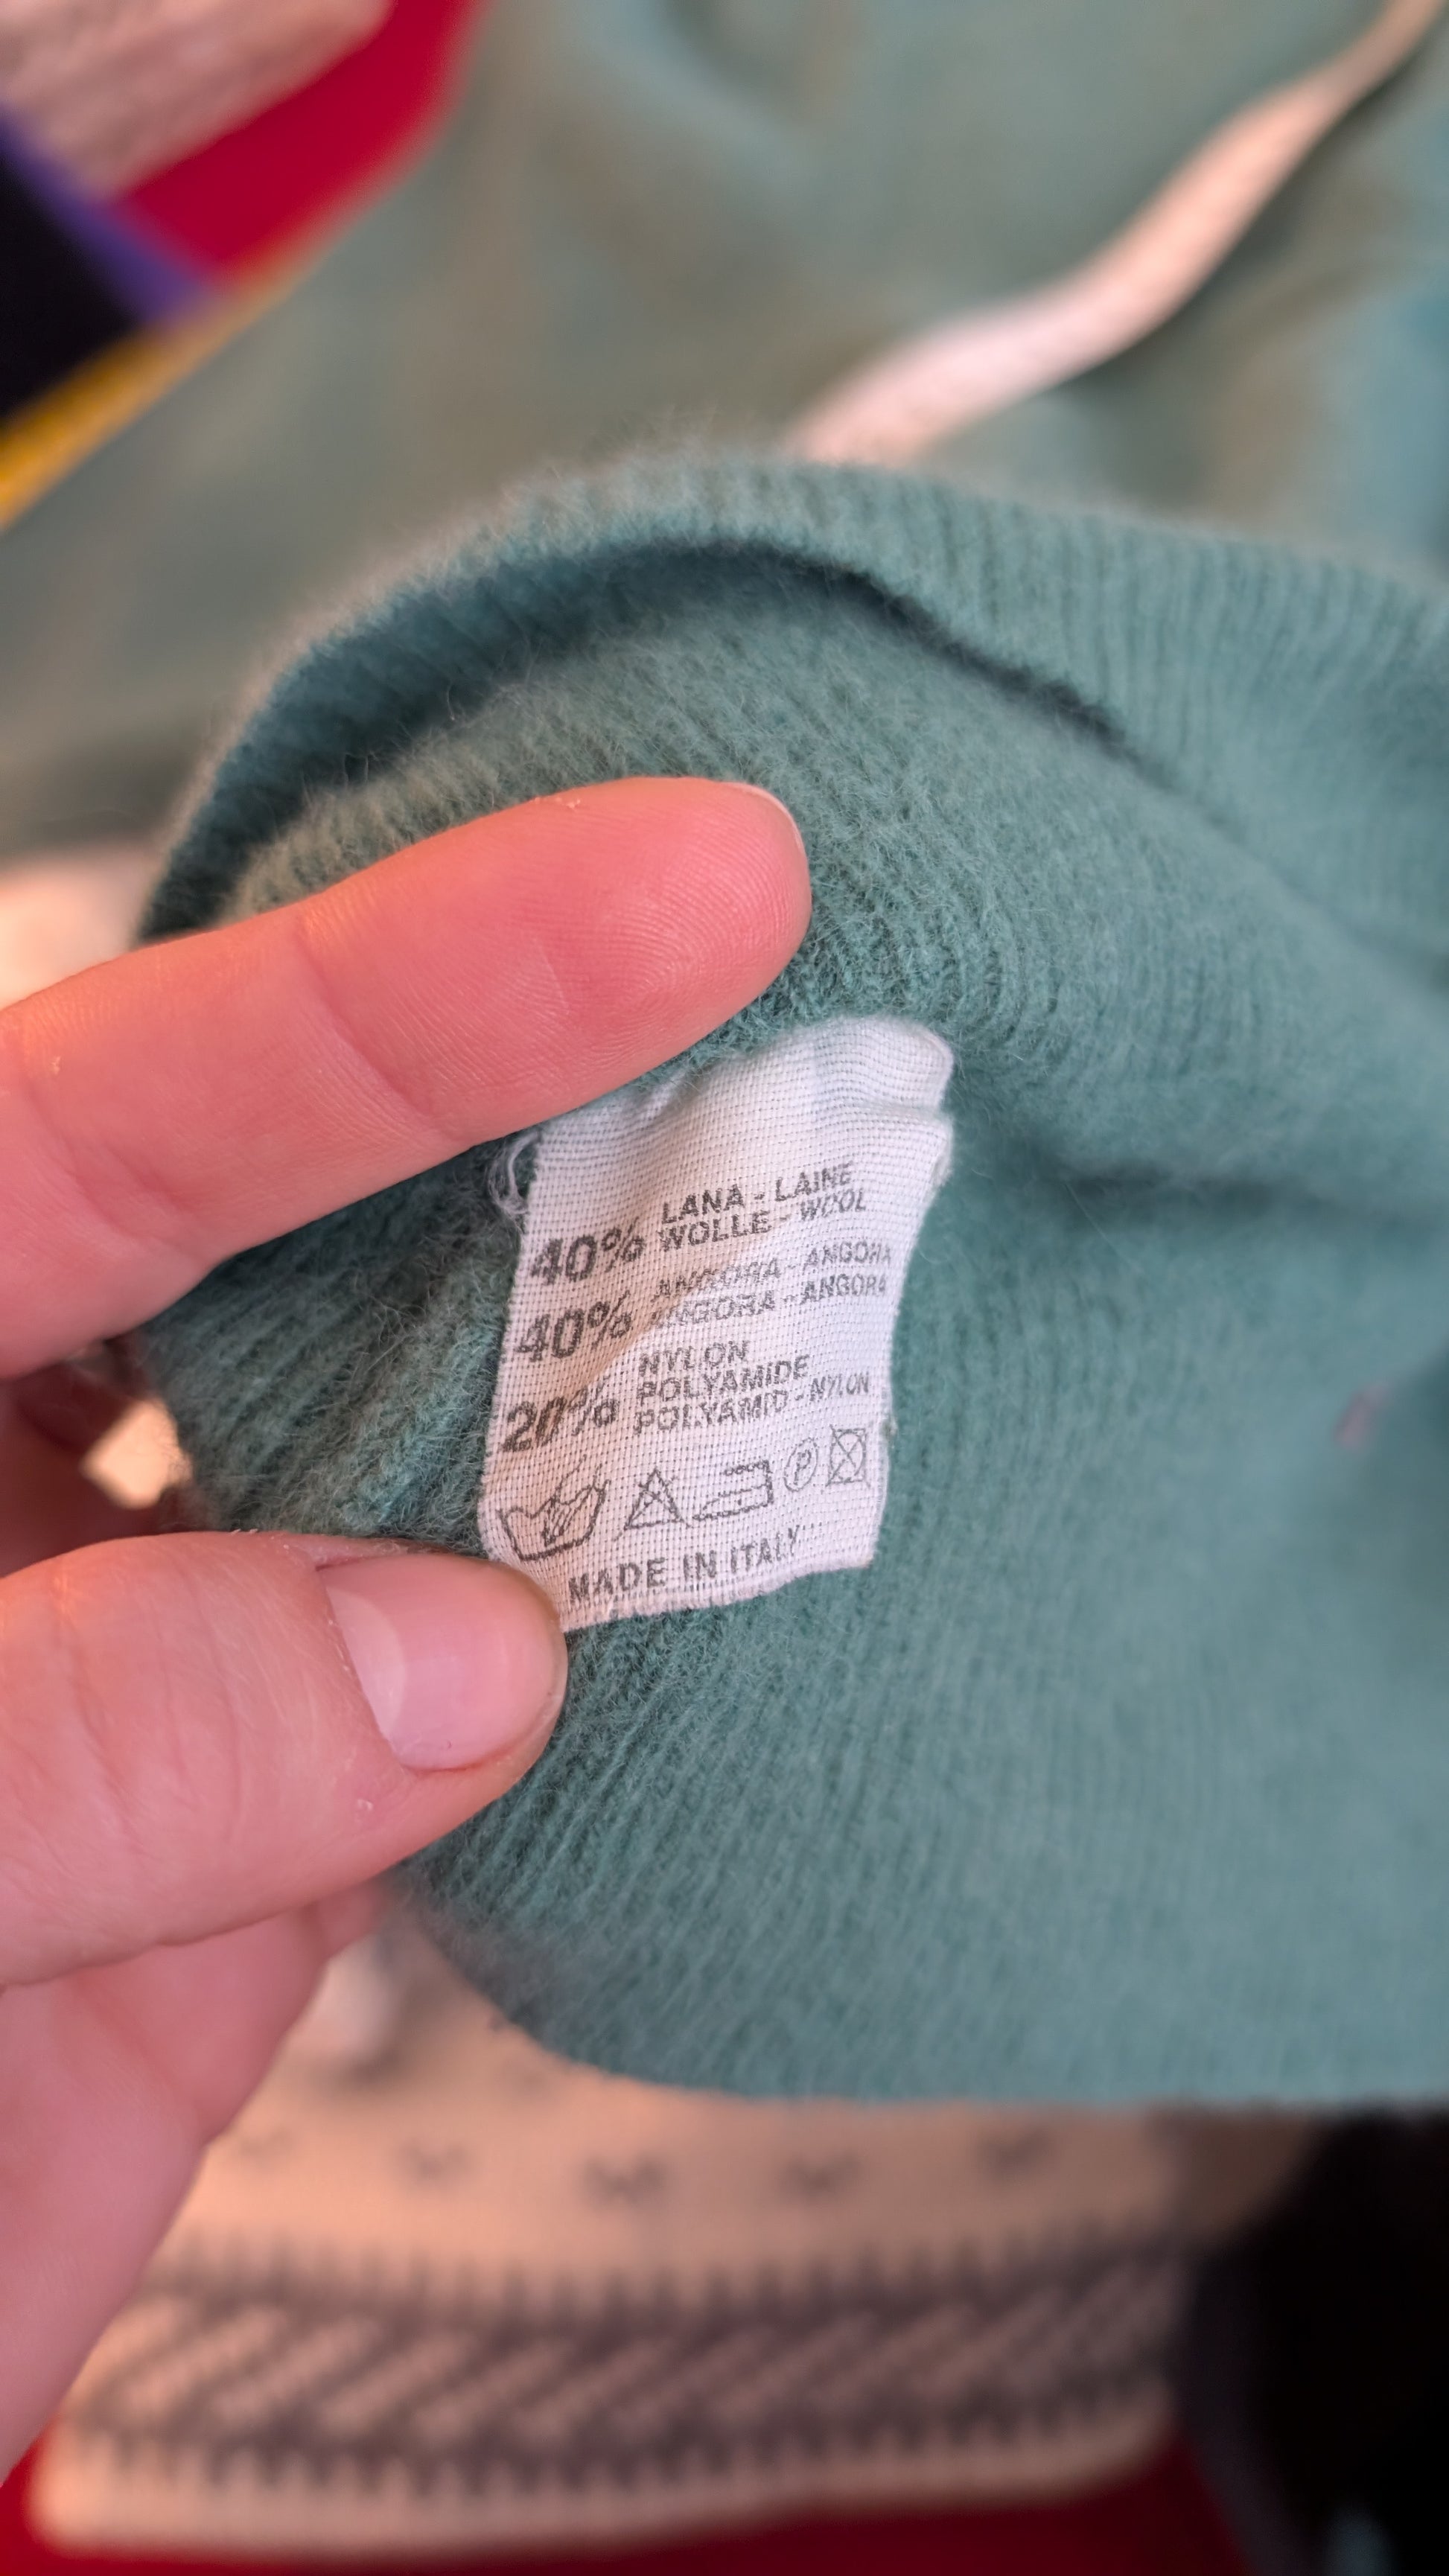 40% LANA - LAINE
WOLLE - WOOL
40% ANGORA - ANGORA
ANGORA - ANGORA
20% NYLON
POLYAMIDE
POLYAMID - NYLON
P
MADE IN ITALY